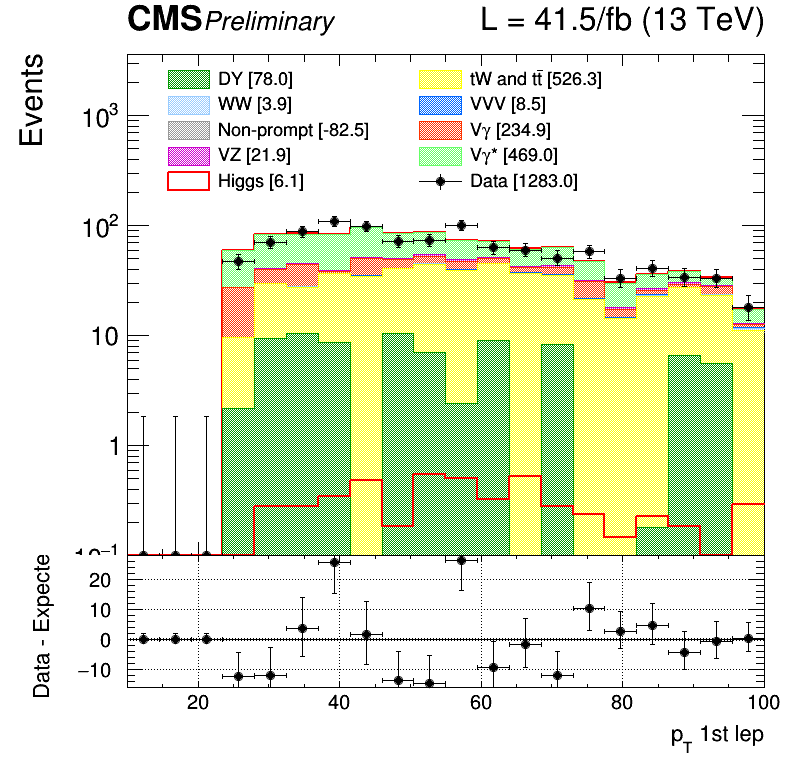 CMS Preliminary L = 41.5/fb (13 TeV)
Events
DY [78.0] tW and tt̄ [526.3]
WW [3.9] VVV [8.5]
Non-prompt [-82.5] Vγ [234.9]
VZ [21.9] Vγ* [469.0]
Higgs [6.1] Data [1283.0]
10³
10²
10
1
10⁻¹
Data - Expecte
20
10
0
−10
20 40 60 80 100
p_T 1st lep